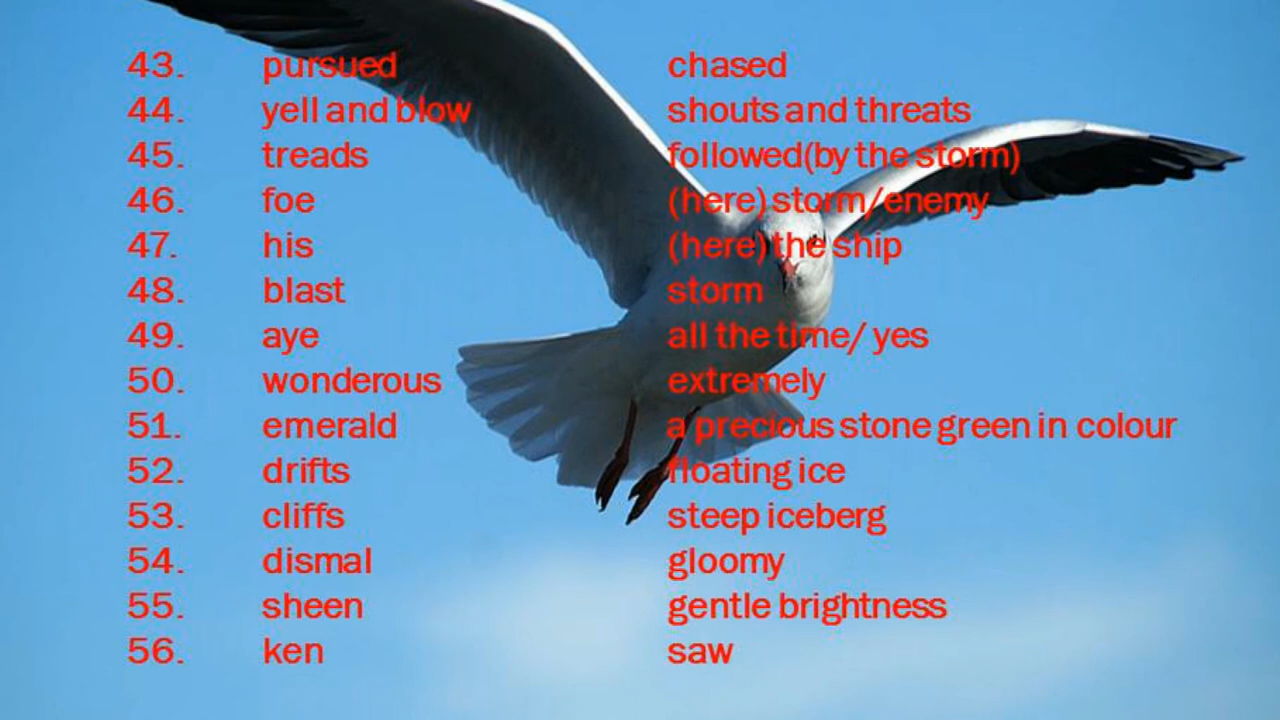 43. pursued chased
44. yell and blow shouts and threats
45. treads followed(by the storm)
46. foe (here) storm/enemy
47. his (here) the ship
48. blast storm
49. aye all the time/ yes
50. wonderous extremely
51. emerald a precious stone green in colour
52. drifts floating ice
53. cliffs steep iceberg
54. dismal gloomy
55. sheen gentle brightness
56. ken saw